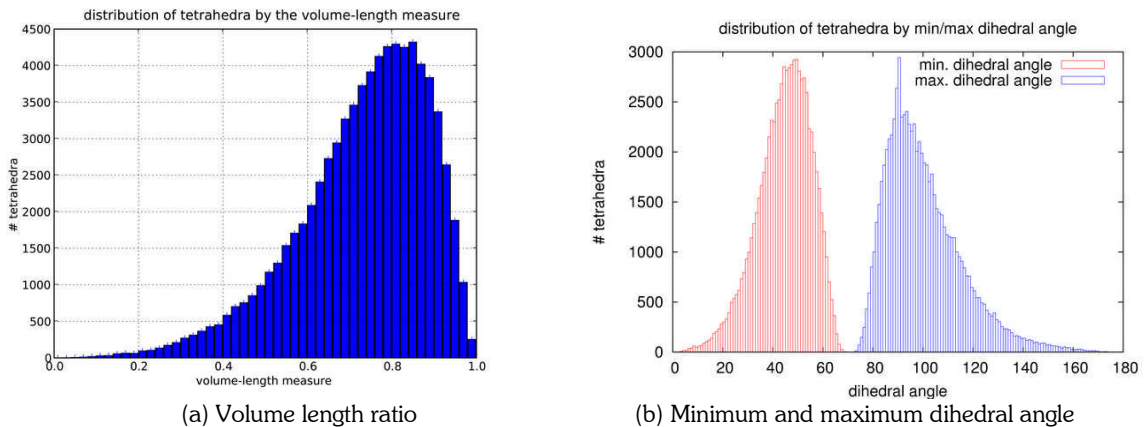 distribution of tetrahedra by the volume-length measure
4500
4000
3500
3000
2500
2000
1500
1000
500
0
# tetrahedra
0.0 0.2 0.4 0.6 0.8 1.0
volume-length measure
(a) Volume length ratio
distribution of tetrahedra by min/max dihedral angle
3000
2500
2000
1500
1000
500
0
# tetrahedra
min. dihedral angle
max. dihedral angle
0 20 40 60 80 100 120 140 160 180
dihedral angle
(b) Minimum and maximum dihedral angle